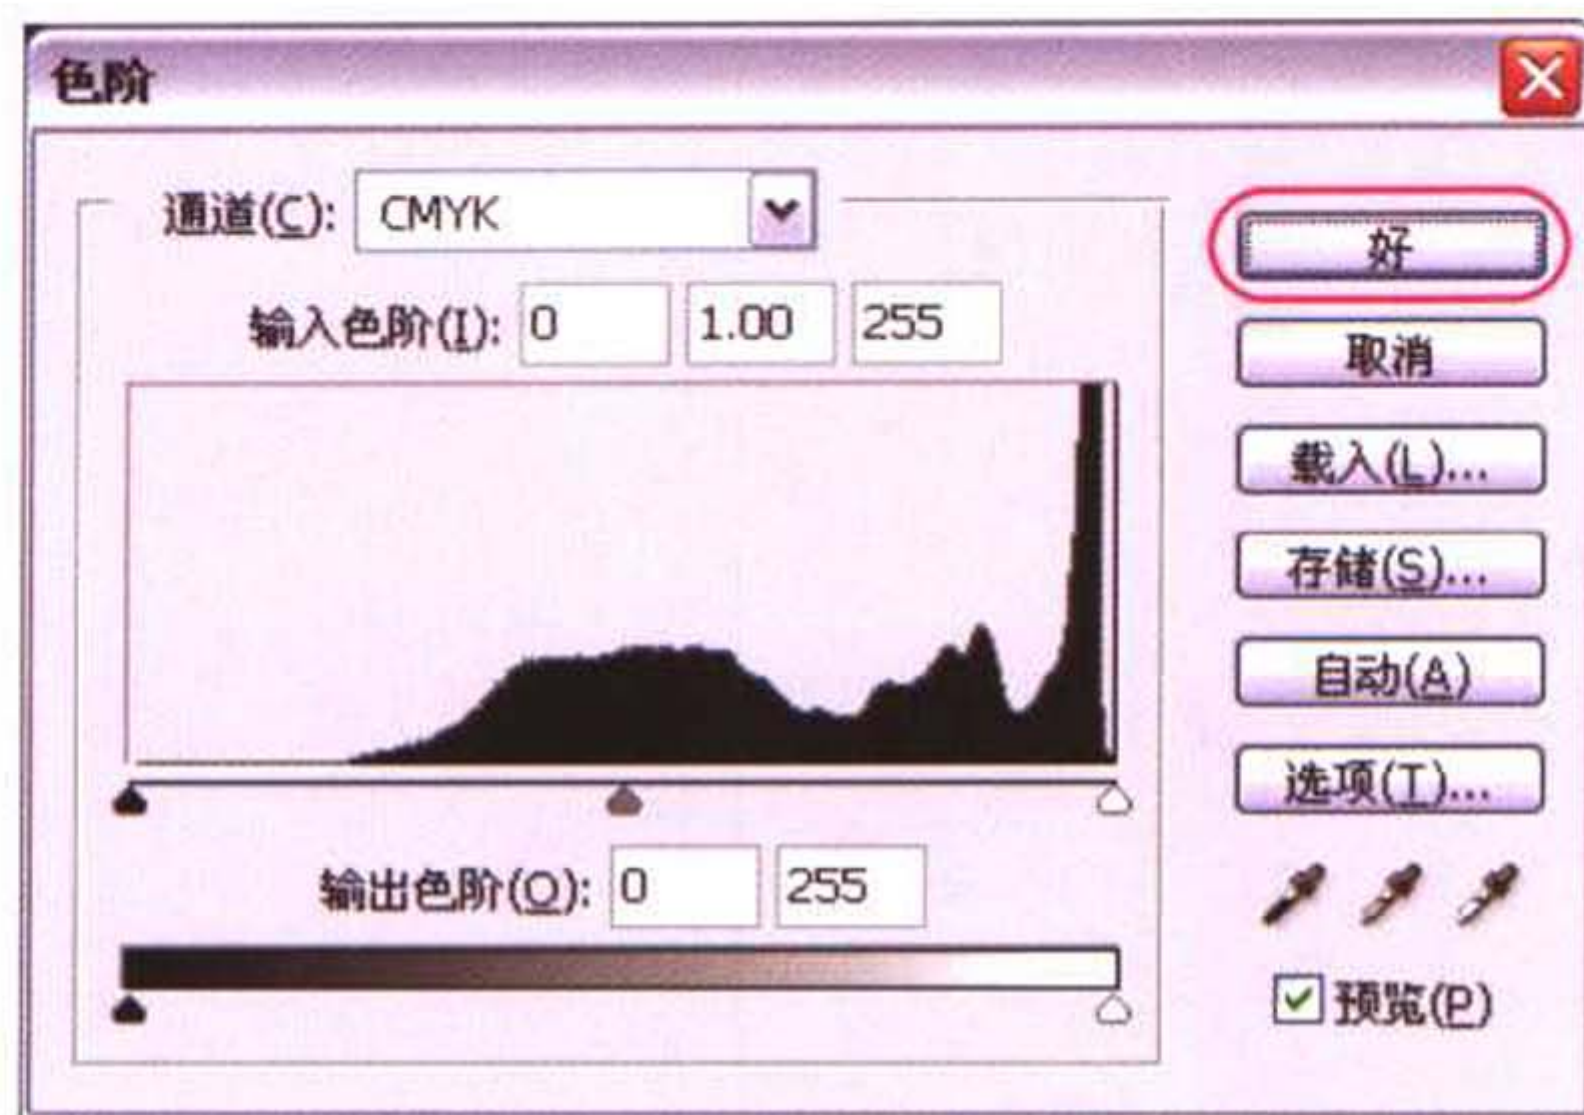 色阶
通道(C): CMYK
输入色阶(I): 0 1.00 255
输出色阶(O): 0 255
好
取消
载入(L)...
存储(S)...
自动(A)
选项(T)...
预览(P)